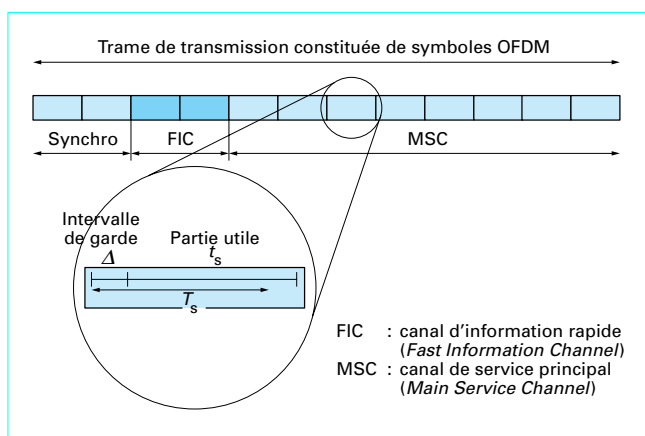 Trame de transmission constituée de symboles OFDM
Synchro FIC MSC
Intervalle
de garde Partie utile
Δ tₛ
Tₛ
FIC : canal d'information rapide
(Fast Information Channel)
MSC : canal de service principal
(Main Service Channel)